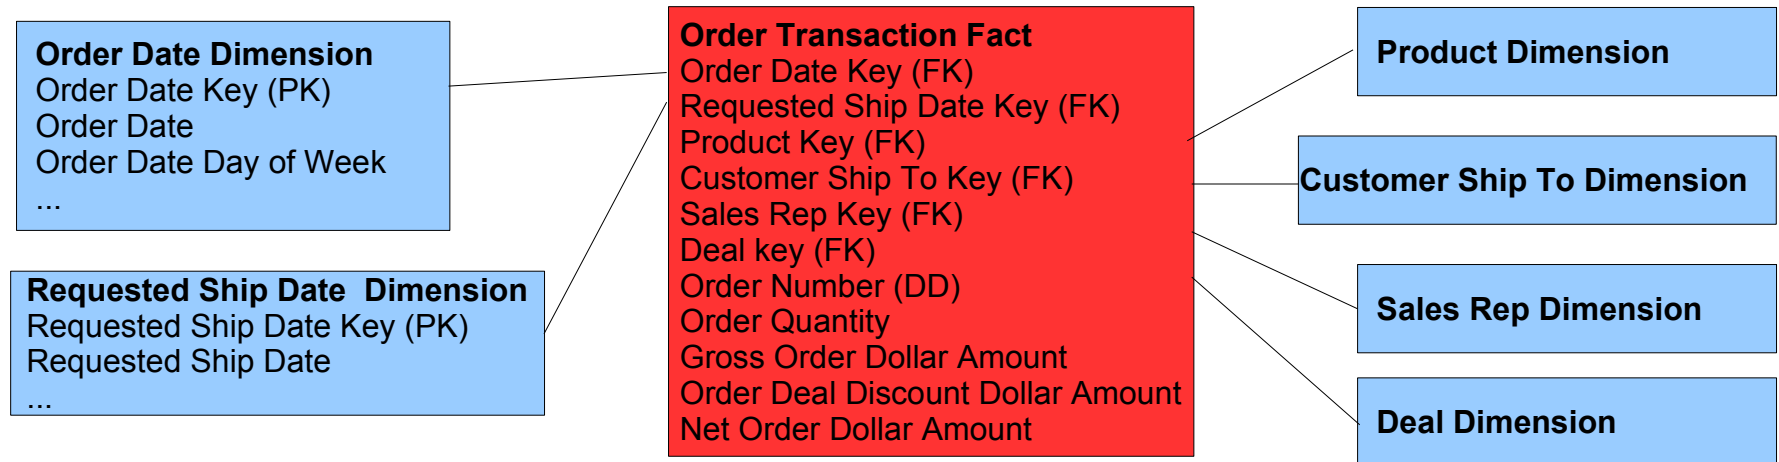 Order Date Dimension
Order Date Key (PK)
Order Date
Order Date Day of Week
...
Requested Ship Date  Dimension
Requested Ship Date Key (PK)
Requested Ship Date
...
Order Transaction Fact
Order Date Key (FK)
Requested Ship Date Key (FK)
Product Key (FK)
Customer Ship To Key (FK)
Sales Rep Key (FK)
Deal key (FK)
Order Number (DD)
Order Quantity
Gross Order Dollar Amount
Order Deal Discount Dollar Amount
Net Order Dollar Amount
Product Dimension
Customer Ship To Dimension
Sales Rep Dimension
Deal Dimension